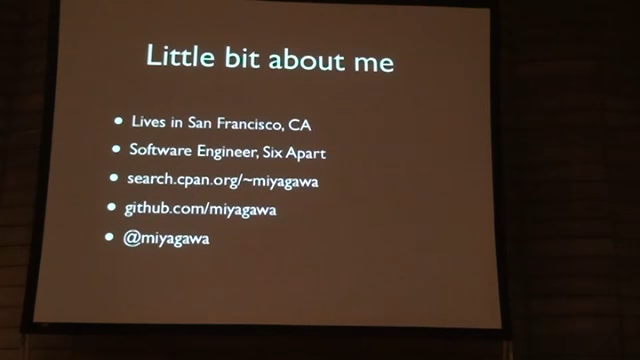 Little bit about me
• Lives in San Francisco, CA
• Software Engineer, Six Apart
• search.cpan.org/~miyagawa
• github.com/miyagawa
• @miyagawa